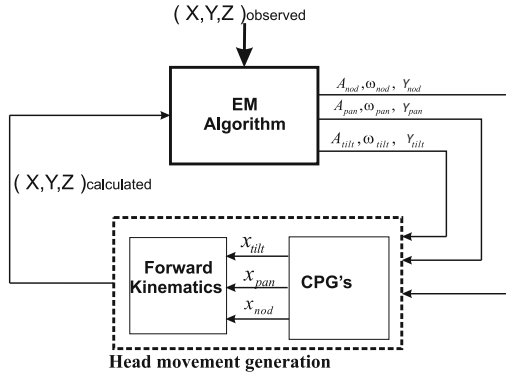 ( X,Y,Z )observed
EM
Algorithm
A_nod, ω_nod, γ_nod
A_pan, ω_pan, γ_pan
A_tilt, ω_tilt, γ_tilt
( X,Y,Z )calculated
Forward
Kinematics
x_tilt
x_pan
x_nod
CPG's
Head movement generation